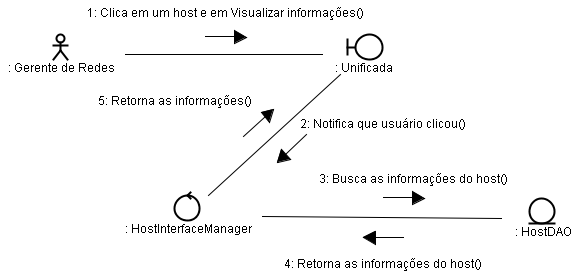 1: Clica em um host e em Visualizar informações()
: Gerente de Redes
: Unificada
5: Retorna as informações()
2: Notifica que usuário clicou()
3: Busca as informações do host()
: HostInterfaceManager
: HostDAO
4: Retorna as informações do host()